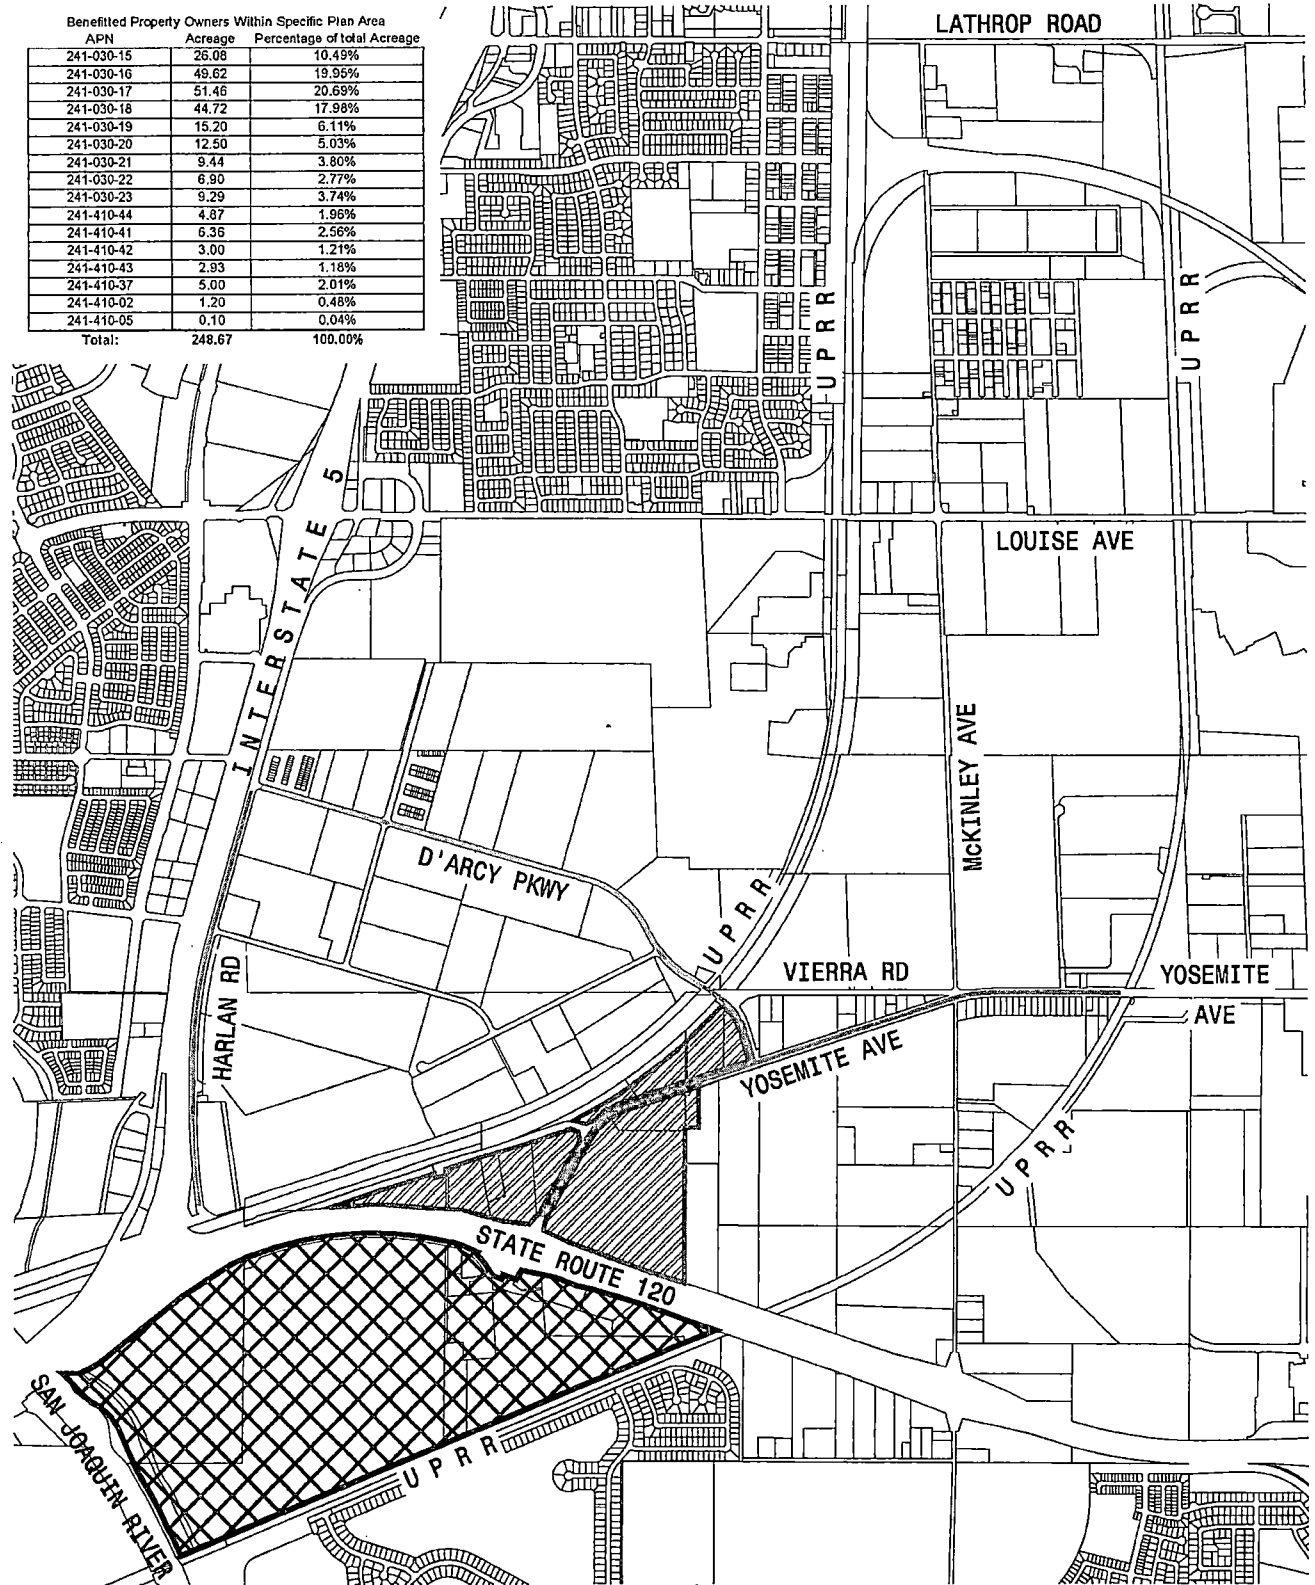 Benefitted Property Owners Within Specific Plan Area
APN Acreage Percentage of total Acreage
241-030-15 26.08 10.49%
241-030-16 49.62 19.95%
241-030-17 51.46 20.69%
241-030-18 44.72 17.98%
241-030-19 15.20 6.11%
241-030-20 12.50 5.03%
241-030-21 9.44 3.80%
241-030-22 6.90 2.77%
241-030-23 9.29 3.74%
241-410-44 4.87 1.96%
241-410-41 6.36 2.56%
241-410-42 3.00 1.21%
241-410-43 2.93 1.18%
241-410-37 5.00 2.01%
241-410-02 1.20 0.48%
241-410-05 0.10 0.04%
Total: 248.67 100.00%
LATHROP ROAD
UPRR
UPRR
INTERSTATE 5
LOUISE AVE
McKINLEY AVE
D'ARCY PKWY
UPRR
HARLAN RD
VIERRA RD
YOSEMITE
AVE
YOSEMITE AVE
UPRR
STATE ROUTE 120
SAN JOAQUIN RIVER
UPRR